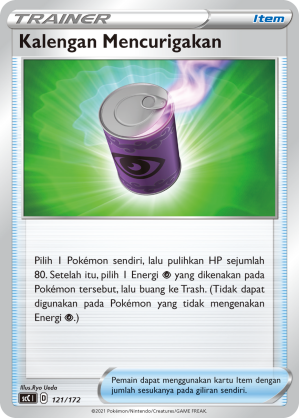 TRAINER Item
Kalengan Mencurigakan
Pilih 1 Pokémon sendiri, lalu pulihkan HP sejumlah
80. Setelah itu, pilih 1 Energi yang dikenakan pada
Pokémon tersebut, lalu buang ke Trash. (Tidak dapat
digunakan pada Pokémon yang tidak mengenakan
Energi .)
Illus.Ryo Ueda
SC1 I D 121/172
Pemain dapat menggunakan kartu Item dengan
jumlah sesukanya pada giliran sendiri.
©2021 Pokémon/Nintendo/Creatures/GAME FREAK.